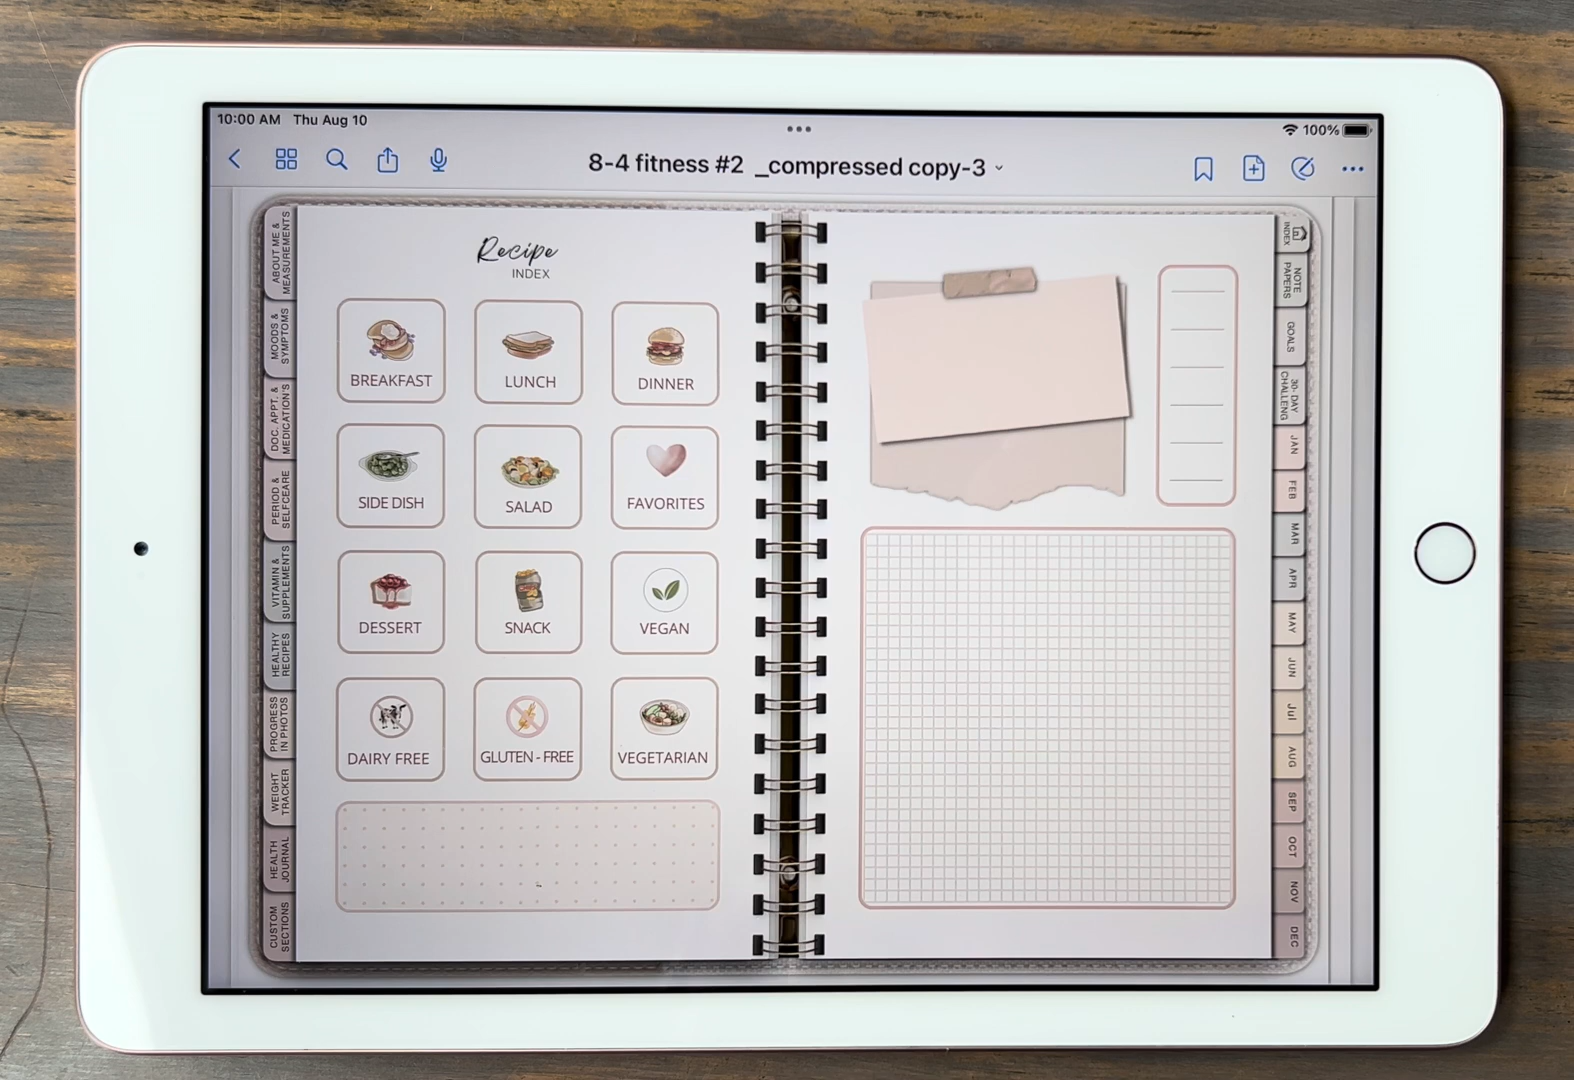 10:00 AM Thu Aug 10
100%
8-4 fitness #2 _compressed copy-3
ABOUT ME &
MEASUREMENTS
MOODS &
SYMPTOMS
DOC. APPT. &
MEDICATION'S
PERIOD &
SELFCEARE
VITAMIN &
SUPPLEMENTS
HEALTHY
RECIPES
PROGRESS
IN PHOTOS
WEIGHT
TRACKER
HEALTH
JOURNAL
CUSTOM
SECTIONS
Recipe
INDEX
BREAKFAST
LUNCH
DINNER
SIDE DISH
SALAD
FAVORITES
DESSERT
SNACK
VEGAN
DAIRY FREE
GLUTEN - FREE
VEGETARIAN
INDEX
NOTE
PAPERS
GOALS
30- DAY
CHALLENG
JAN
FEB
MAR
APR
MAY
JUN
Jul
AUG
SEP
OCT
NOV
DEC